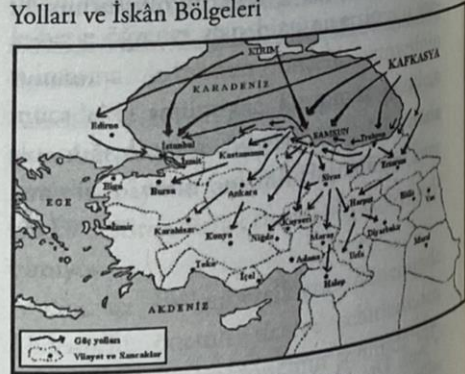 Yolları ve İskân Bölgeleri
KIRIM
KAFKASYA
KARADENİZ
Edirne
İstanbul
SAMSUN
Trabzon
İzmit
Kastamonu
Erzurum
Biga
Bursa
Ankara
Sivas
Harput
Bitlis
Van
EGE
İzmir
Karahisar
Konya
Niğde
Kayseri
Maraş
Diyarbakır
Urfa
Adana
Teke
İçel
Halep
AKDENİZ
Göç yolları
Vilayet ve Sancaklar